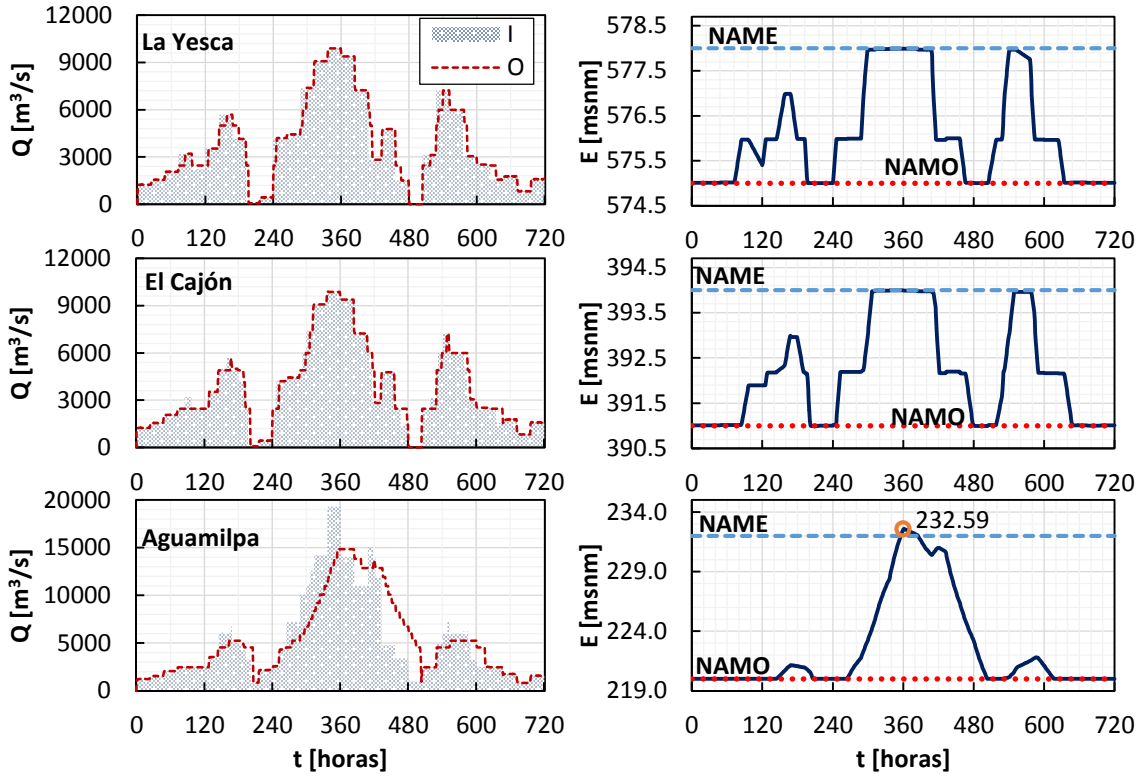 La Yesca
I
O
Q [m³/s]
12000
9000
6000
3000
0
0 120 240 360 480 600 720
NAME
NAMO
E [msnm]
578.5
577.5
576.5
575.5
574.5
0 120 240 360 480 600 720
El Cajón
Q [m³/s]
12000
9000
6000
3000
0
0 120 240 360 480 600 720
NAME
NAMO
E [msnm]
394.5
393.5
392.5
391.5
390.5
0 120 240 360 480 600 720
Aguamilpa
Q [m³/s]
20000
15000
10000
5000
0
0 120 240 360 480 600 720
t [horas]
NAME
232.59
NAMO
E [msnm]
234.0
229.0
224.0
219.0
0 120 240 360 480 600 720
t [horas]